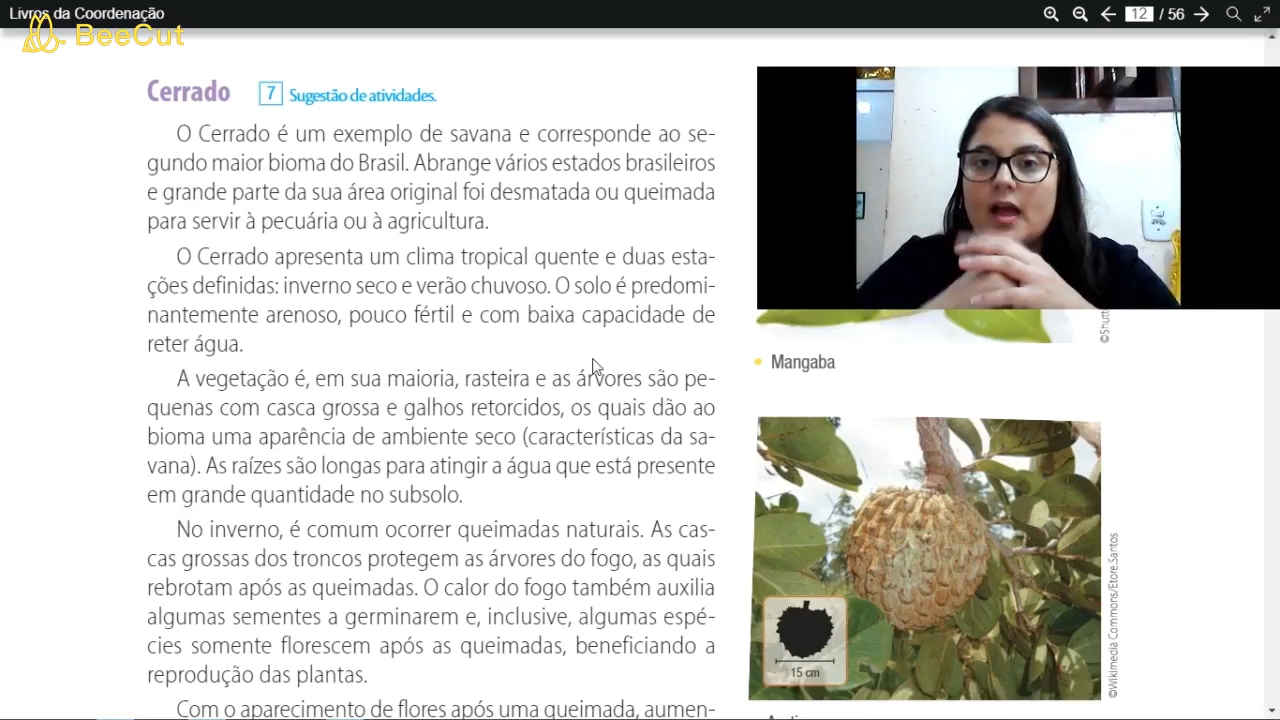 Livros da Coordenação
12 / 56
BeeCut
Cerrado 7 Sugestão de atividades.
O Cerrado é um exemplo de savana e corresponde ao se-
gundo maior bioma do Brasil. Abrange vários estados brasileiros
e grande parte da sua área original foi desmatada ou queimada
para servir à pecuária ou à agricultura.
O Cerrado apresenta um clima tropical quente e duas esta-
ções definidas: inverno seco e verão chuvoso. O solo é predomi-
nantemente arenoso, pouco fértil e com baixa capacidade de
reter água.
A vegetação é, em sua maioria, rasteira e as árvores são pe-
quenas com casca grossa e galhos retorcidos, os quais dão ao
bioma uma aparência de ambiente seco (características da sa-
vana). As raízes são longas para atingir a água que está presente
em grande quantidade no subsolo.
No inverno, é comum ocorrer queimadas naturais. As cas-
cas grossas dos troncos protegem as árvores do fogo, as quais
rebrotam após as queimadas. O calor do fogo também auxilia
algumas sementes a germinarem e, inclusive, algumas espé-
cies somente florescem após as queimadas, beneficiando a
reprodução das plantas.
Com o aparecimento de flores após uma queimada, aumen-
©Shutt
Mangaba
15 cm
©Wikimedia Commons/Etore.Santos